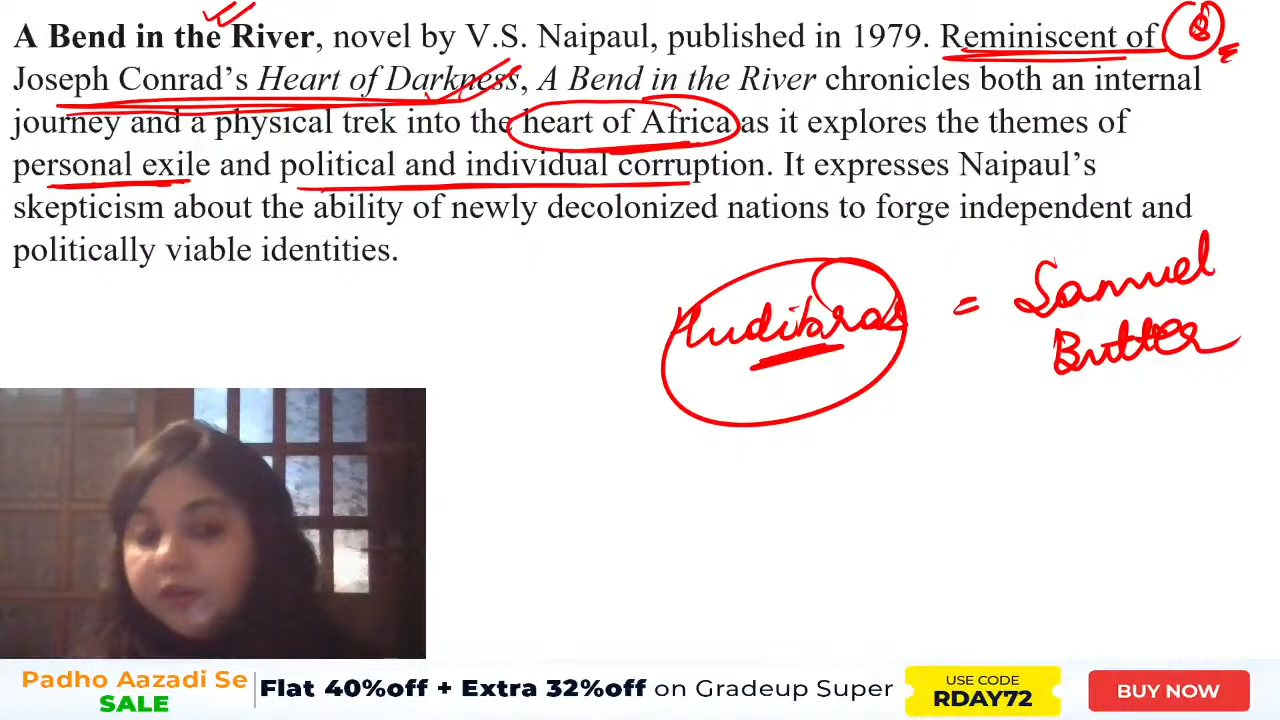 A Bend in the River, novel by V.S. Naipaul, published in 1979. Reminiscent of 8
Joseph Conrad's Heart of Darkness, A Bend in the River chronicles both an internal
journey and a physical trek into the heart of Africa as it explores the themes of
personal exile and political and individual corruption. It expresses Naipaul's
skepticism about the ability of newly decolonized nations to forge independent and
politically viable identities.
Hudibras = Samuel
Butler
Padho Aazadi Se
SALE
Flat 40%off + Extra 32%off on Gradeup Super
USE CODE
RDAY72
BUY NOW